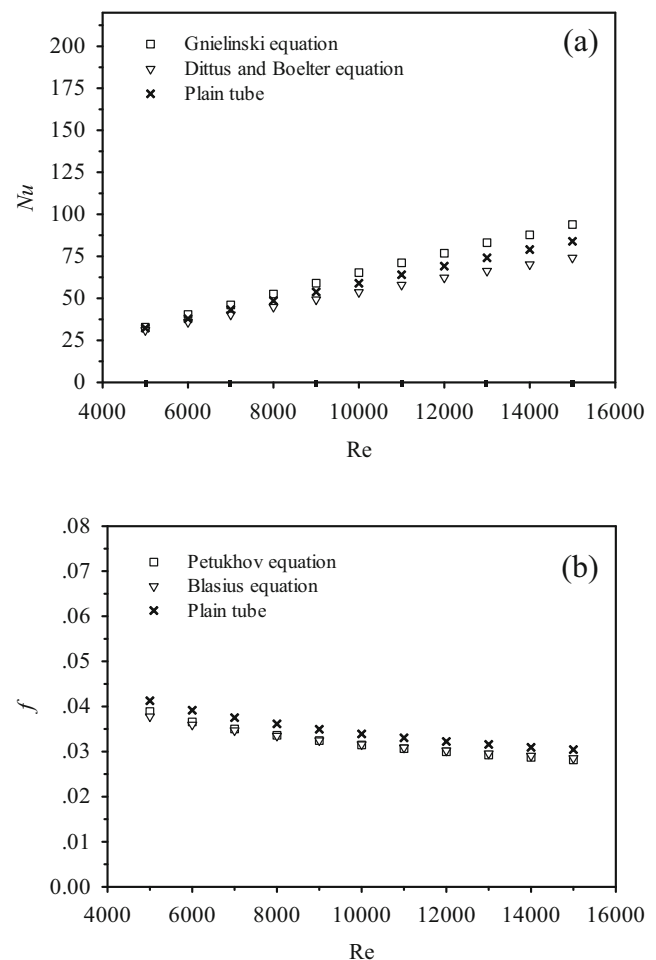 (a)
Gnielinski equation
Dittus and Boelter equation
Plain tube
Nu
200
175
150
125
100
75
50
25
0
4000 6000 8000 10000 12000 14000 16000
Re
(b)
Petukhov equation
Blasius equation
Plain tube
f
.08
.07
.06
.05
.04
.03
.02
.01
0.00
4000 6000 8000 10000 12000 14000 16000
Re